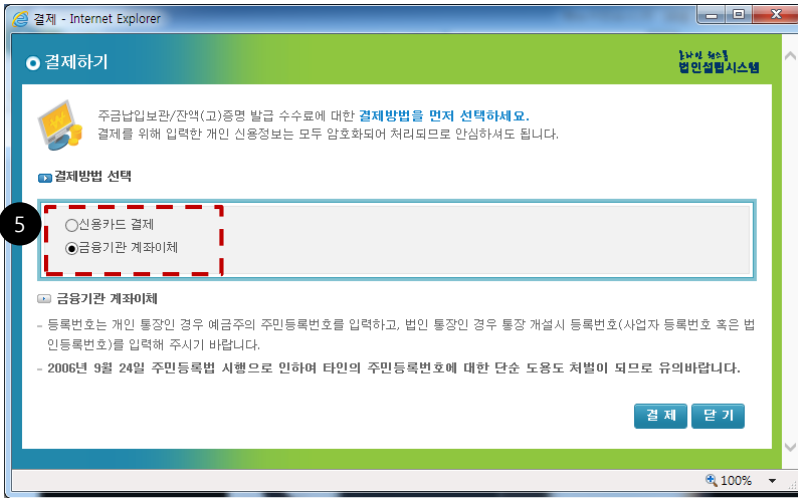 결제 - Internet Explorer
결제하기
온라인 원스톱
법인설립시스템
주금납입보관/잔액(고)증명 발급 수수료에 대한 결제방법을 먼저 선택하세요.
결제를 위해 입력한 개인 신용정보는 모두 암호화되어 처리되므로 안심하셔도 됩니다.
결제방법 선택
5
신용카드 결제
금융기관 계좌이체
금융기관 계좌이체
- 등록번호는 개인 통장인 경우 예금주의 주민등록번호를 입력하고, 법인 통장인 경우 통장 개설시 등록번호(사업자 등록번호 혹은 법
인등록번호)를 입력해 주시기 바랍니다.
- 2006년 9월 24일 주민등록법 시행으로 인하여 타인의 주민등록번호에 대한 단순 도용도 처벌이 되므로 유의바랍니다.
결 제
닫 기
100%